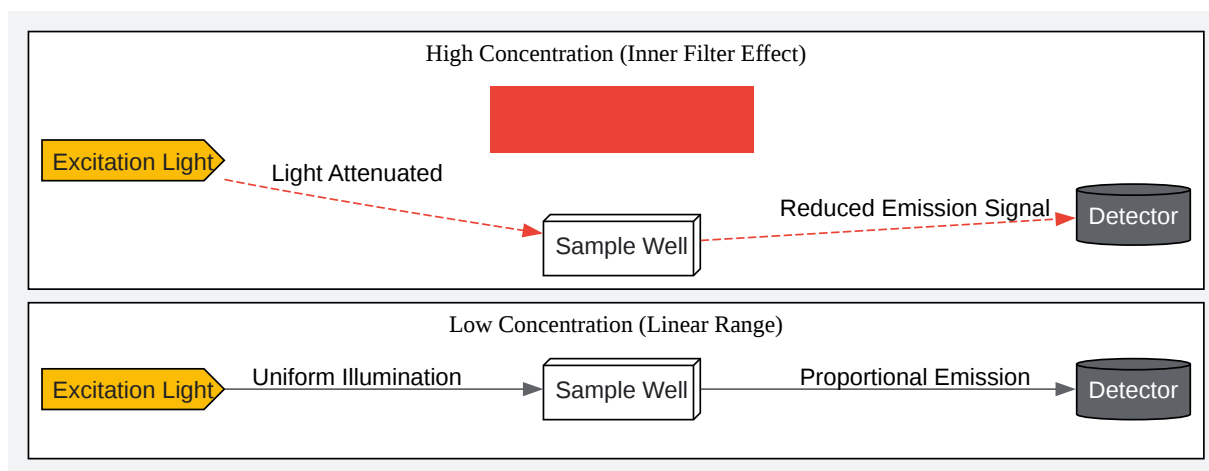 High Concentration (Inner Filter Effect)
Excitation Light
Light Attenuated
Sample Well
Reduced Emission Signal
Detector
Low Concentration (Linear Range)
Excitation Light
Uniform Illumination
Sample Well
Proportional Emission
Detector